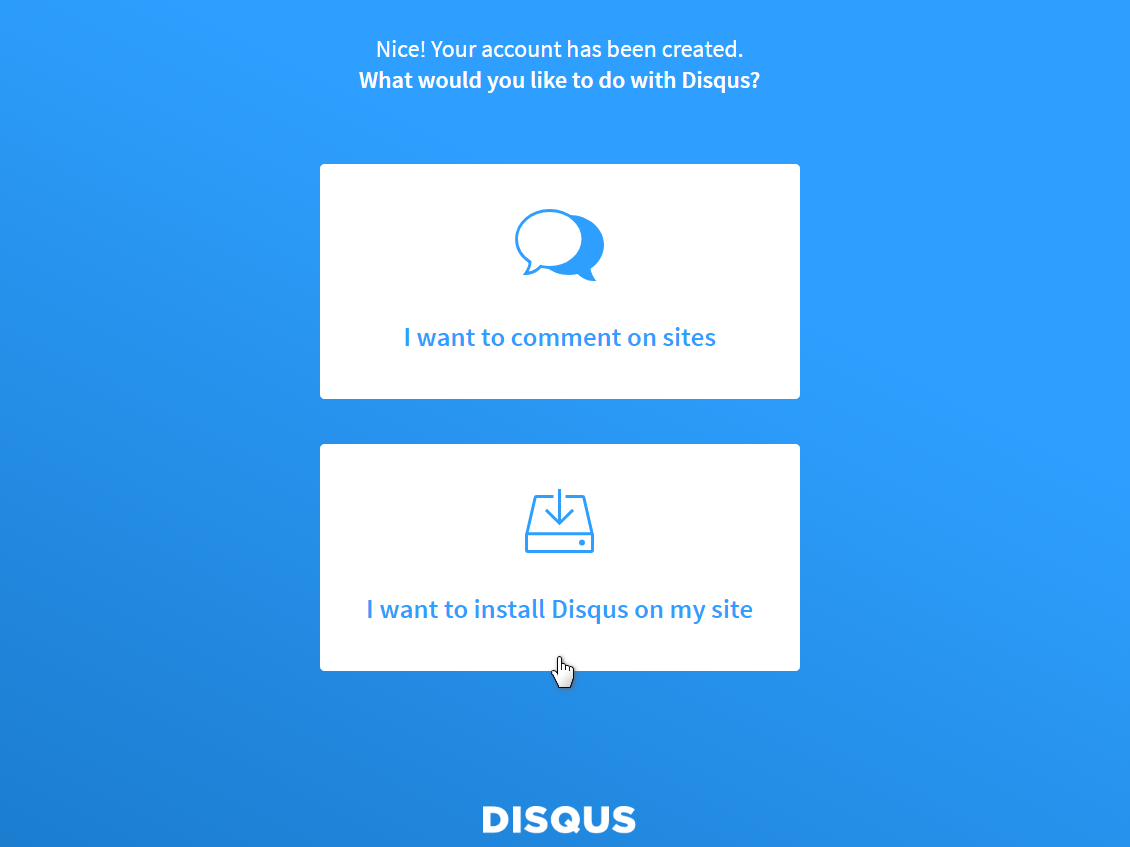 Nice! Your account has been created.
What would you like to do with Disqus?
I want to comment on sites
I want to install Disqus on my site
DISQUS